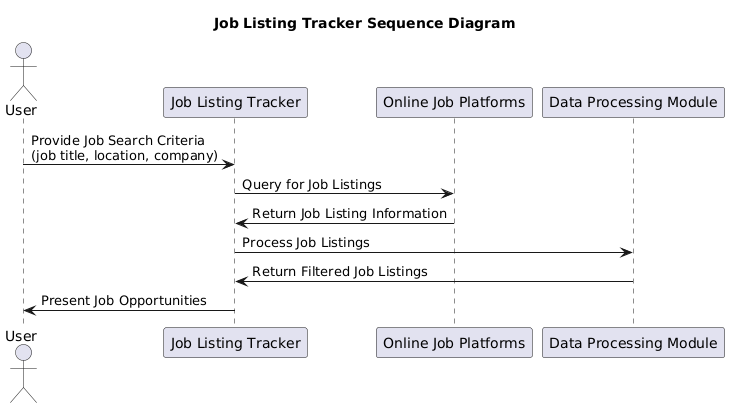 Job Listing Tracker Sequence Diagram
User
Job Listing Tracker
Online Job Platforms
Data Processing Module
Provide Job Search Criteria
(job title, location, company)
Query for Job Listings
Return Job Listing Information
Process Job Listings
Return Filtered Job Listings
Present Job Opportunities
User
Job Listing Tracker
Online Job Platforms
Data Processing Module